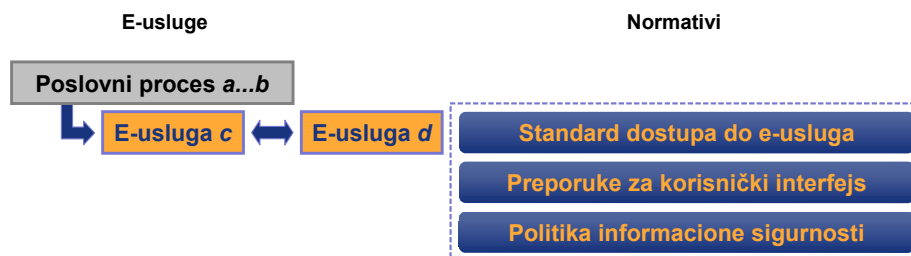 E-usluge
Normativi
Poslovni proces a...b
E-usluga c
E-usluga d
Standard dostupa do e-usluga
Preporuke za korisnički interfejs
Politika informacione sigurnosti